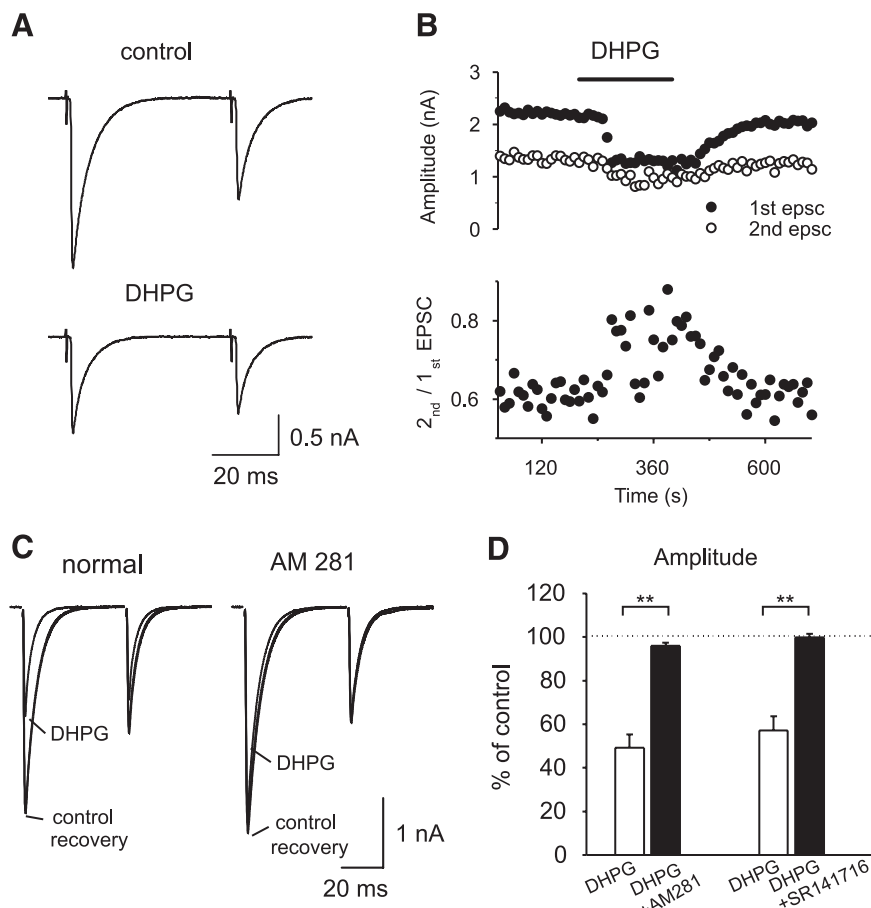 A
control
DHPG
0.5 nA
20 ms
B
DHPG
Amplitude (nA)
3
2
1
0
1st epsc
2nd epsc
2nd / 1st EPSC
0.8
0.6
120
360
600
Time (s)
C
normal
AM 281
DHPG
control
recovery
DHPG
control
recovery
1 nA
20 ms
D
Amplitude
% of control
120
100
80
60
40
20
0
**
**
DHPG
DHPG
+AM281
DHPG
DHPG
+SR141716